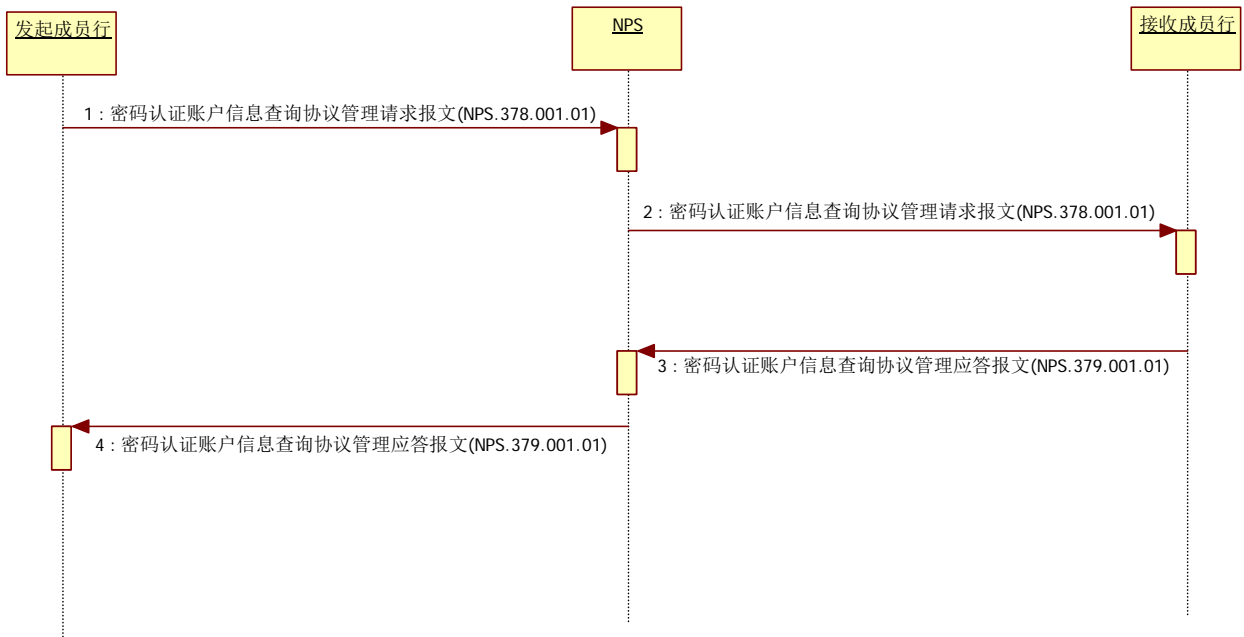 发起成员行
NPS
接收成员行
1 : 密码认证账户信息查询协议管理请求报文(NPS.378.001.01)
2 : 密码认证账户信息查询协议管理请求报文(NPS.378.001.01)
3 : 密码认证账户信息查询协议管理应答报文(NPS.379.001.01)
4 : 密码认证账户信息查询协议管理应答报文(NPS.379.001.01)